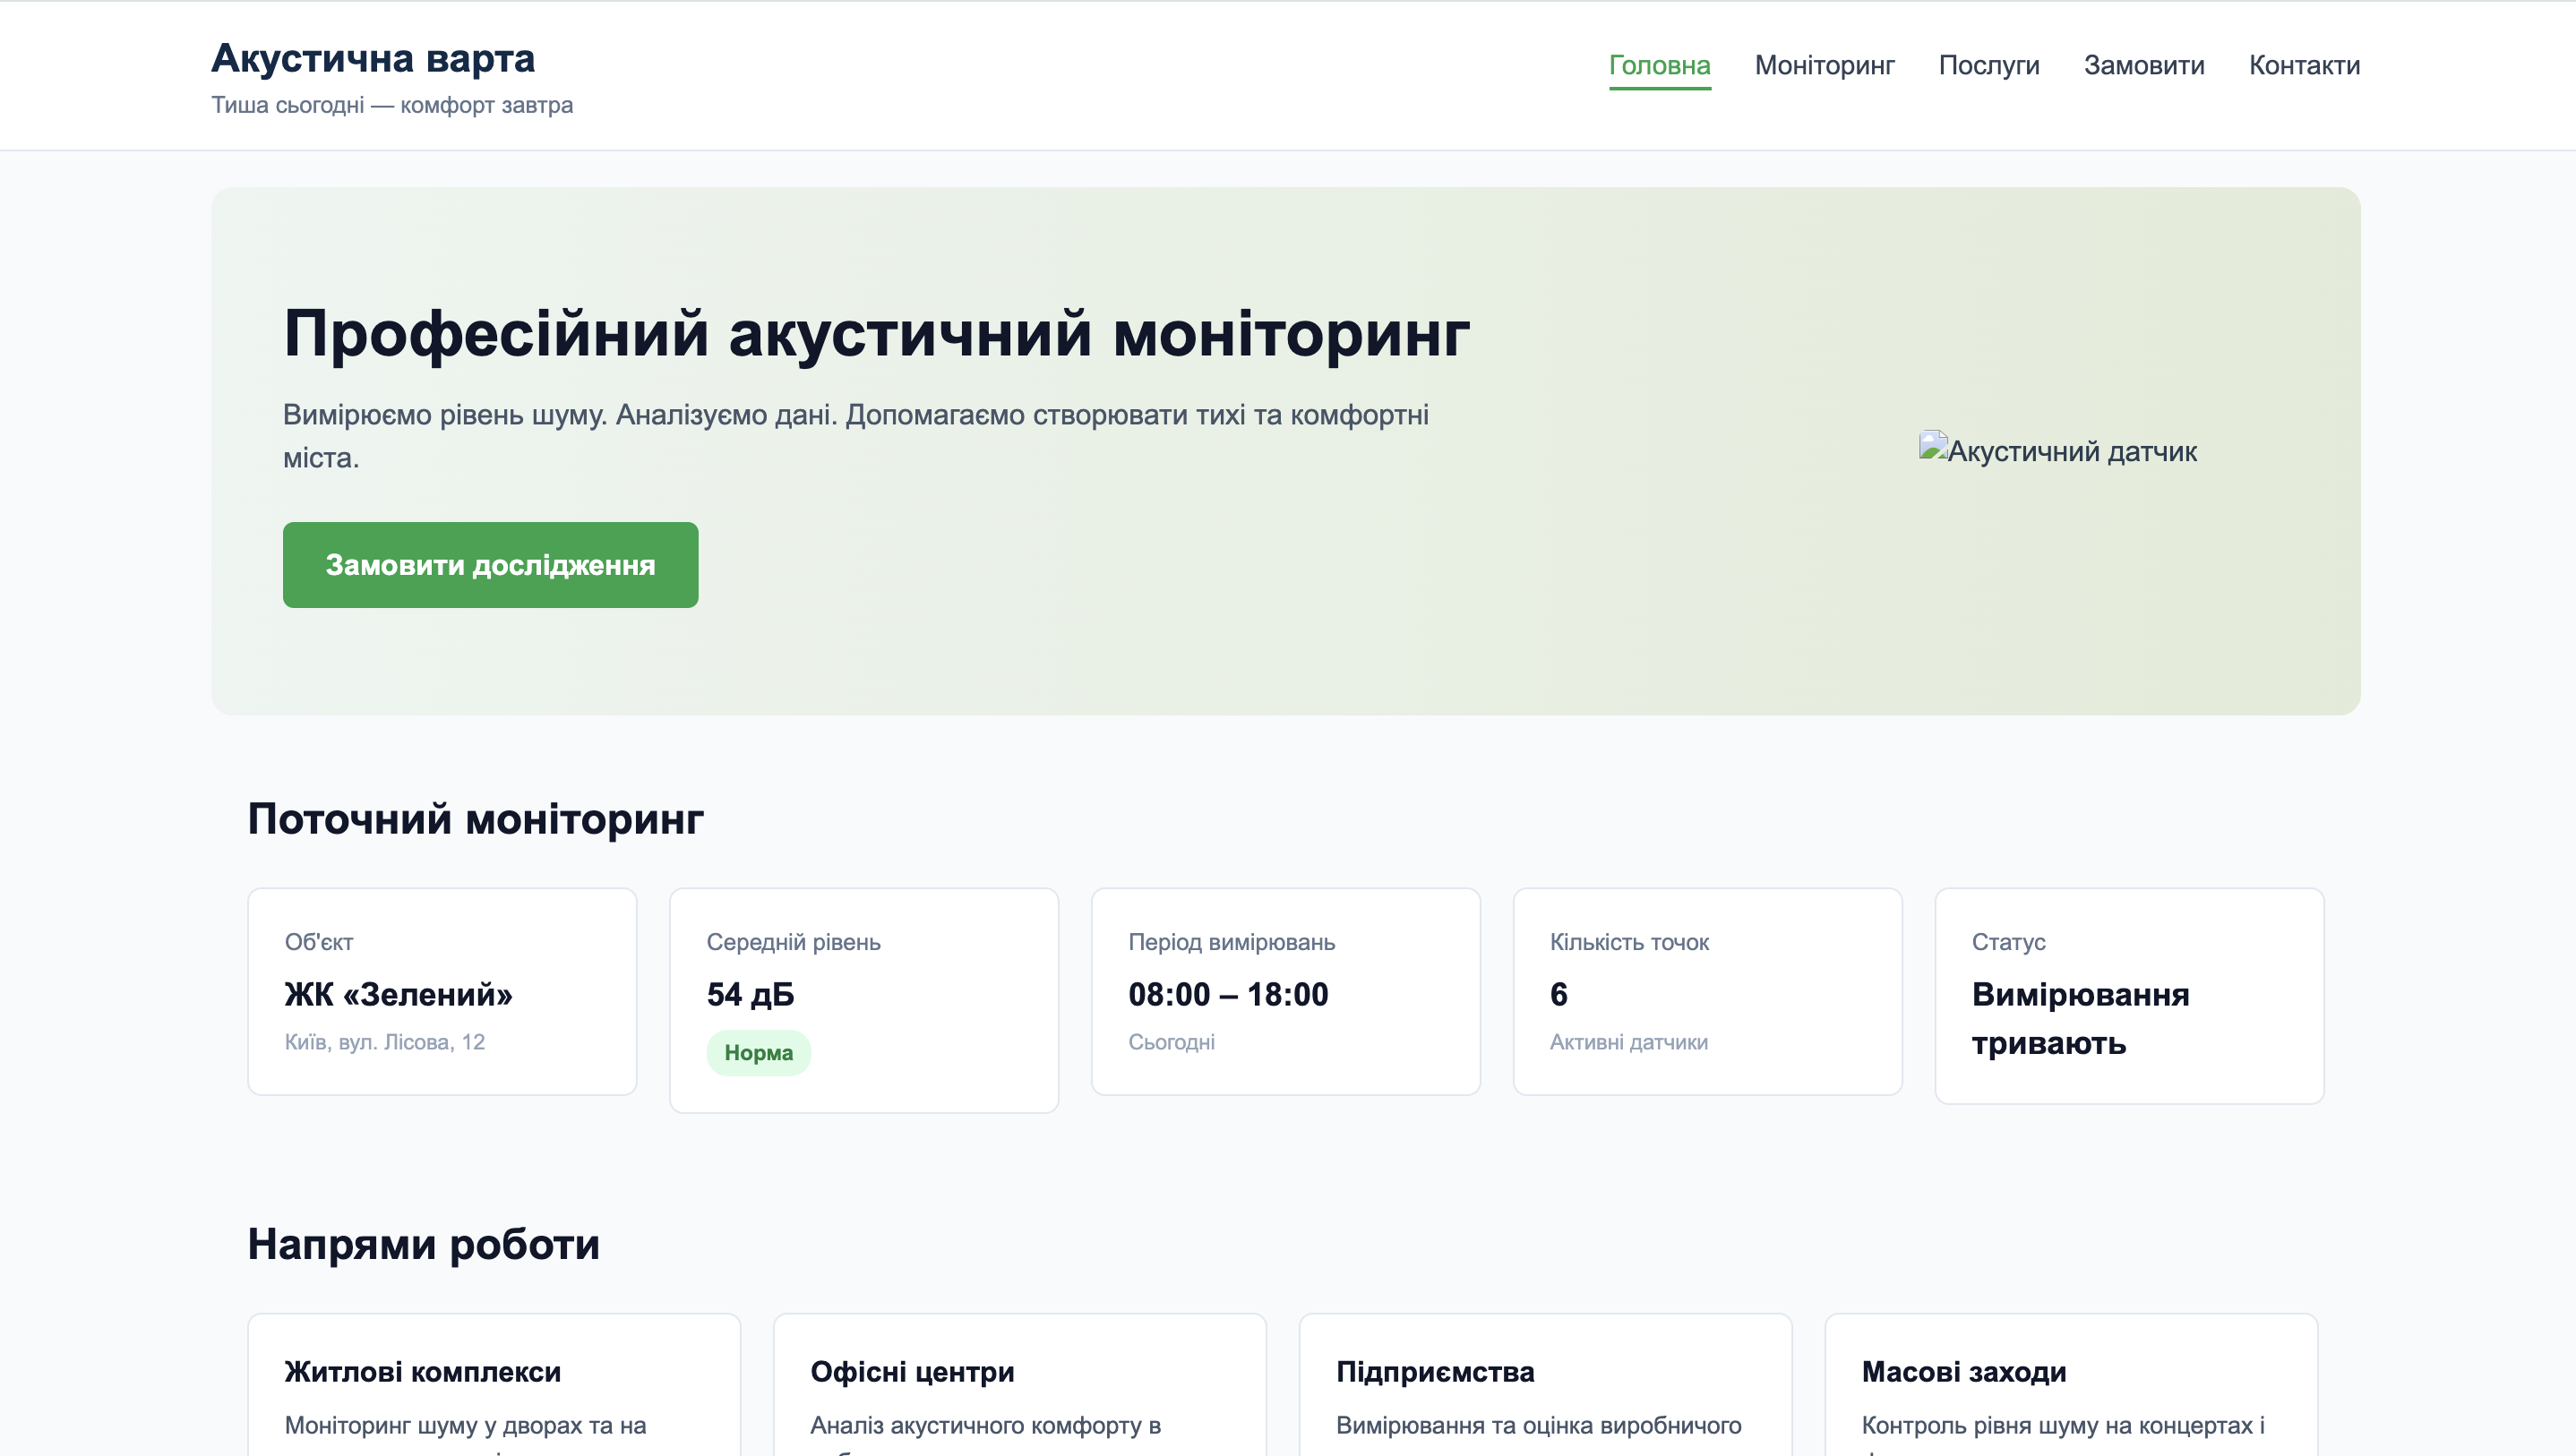 Акустична варта
Тиша сьогодні — комфорт завтра
Головна
Моніторинг
Послуги
Замовити
Контакти
Професійний акустичний моніторинг
Вимірюємо рівень шуму. Аналізуємо дані. Допомагаємо створювати тихі та комфортні
міста.
Замовити дослідження
Акустичний датчик
Поточний моніторинг
Об'єкт
ЖК «Зелений»
Київ, вул. Лісова, 12
Середній рівень
54 дБ
Норма
Період вимірювань
08:00 – 18:00
Сьогодні
Кількість точок
6
Активні датчики
Статус
Вимірювання
тривають
Напрями роботи
Житлові комплекси
Моніторинг шуму у дворах та на
Офісні центри
Аналіз акустичного комфорту в
Підприємства
Вимірювання та оцінка виробничого
Масові заходи
Контроль рівня шуму на концертах і